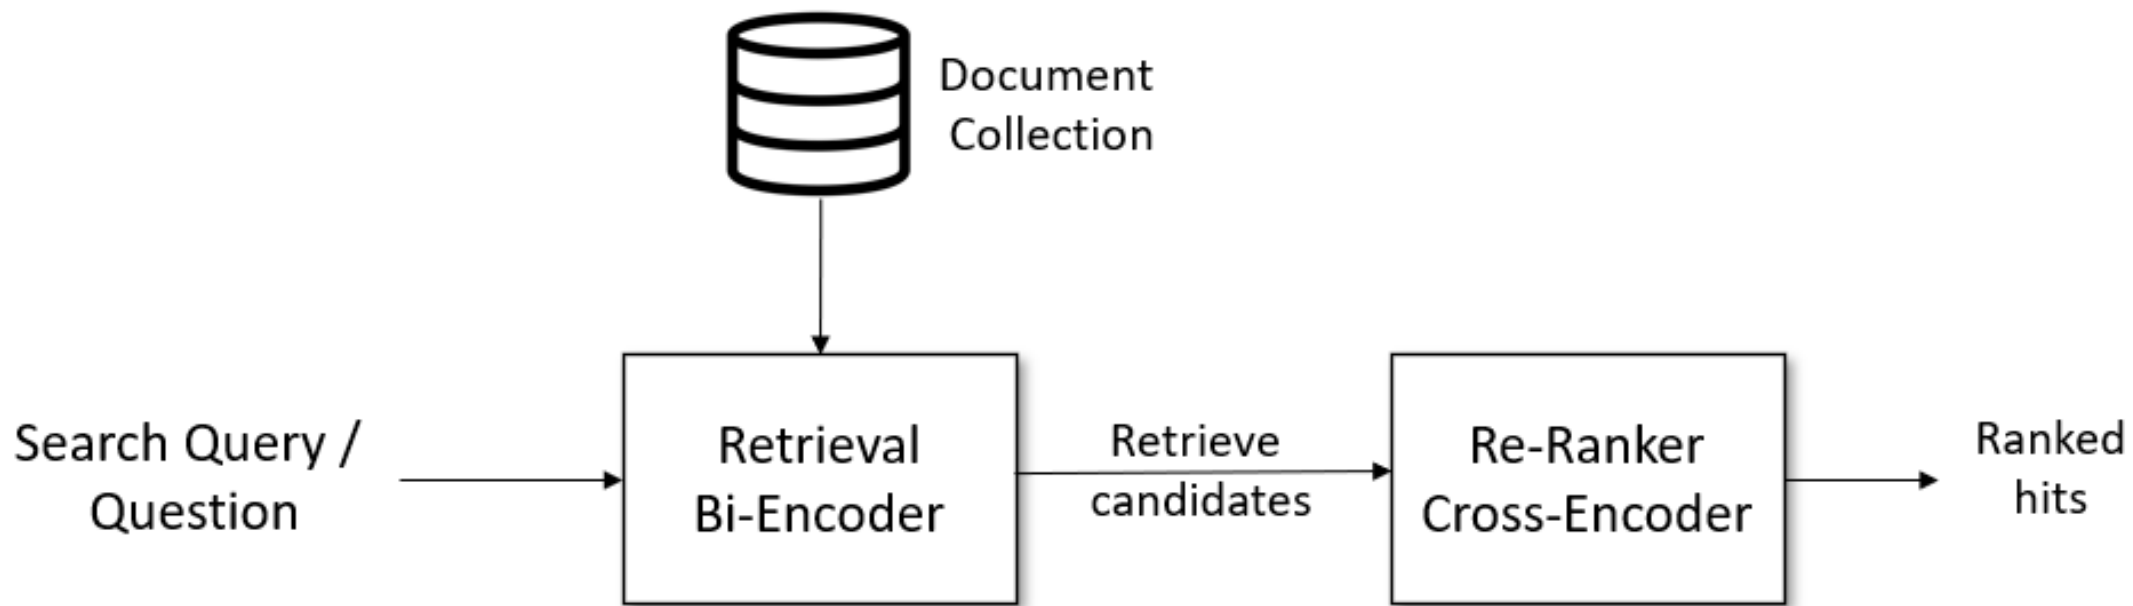 Document
Collection
Search Query /
Question
Retrieval
Bi-Encoder
Retrieve
candidates
Re-Ranker
Cross-Encoder
Ranked
hits